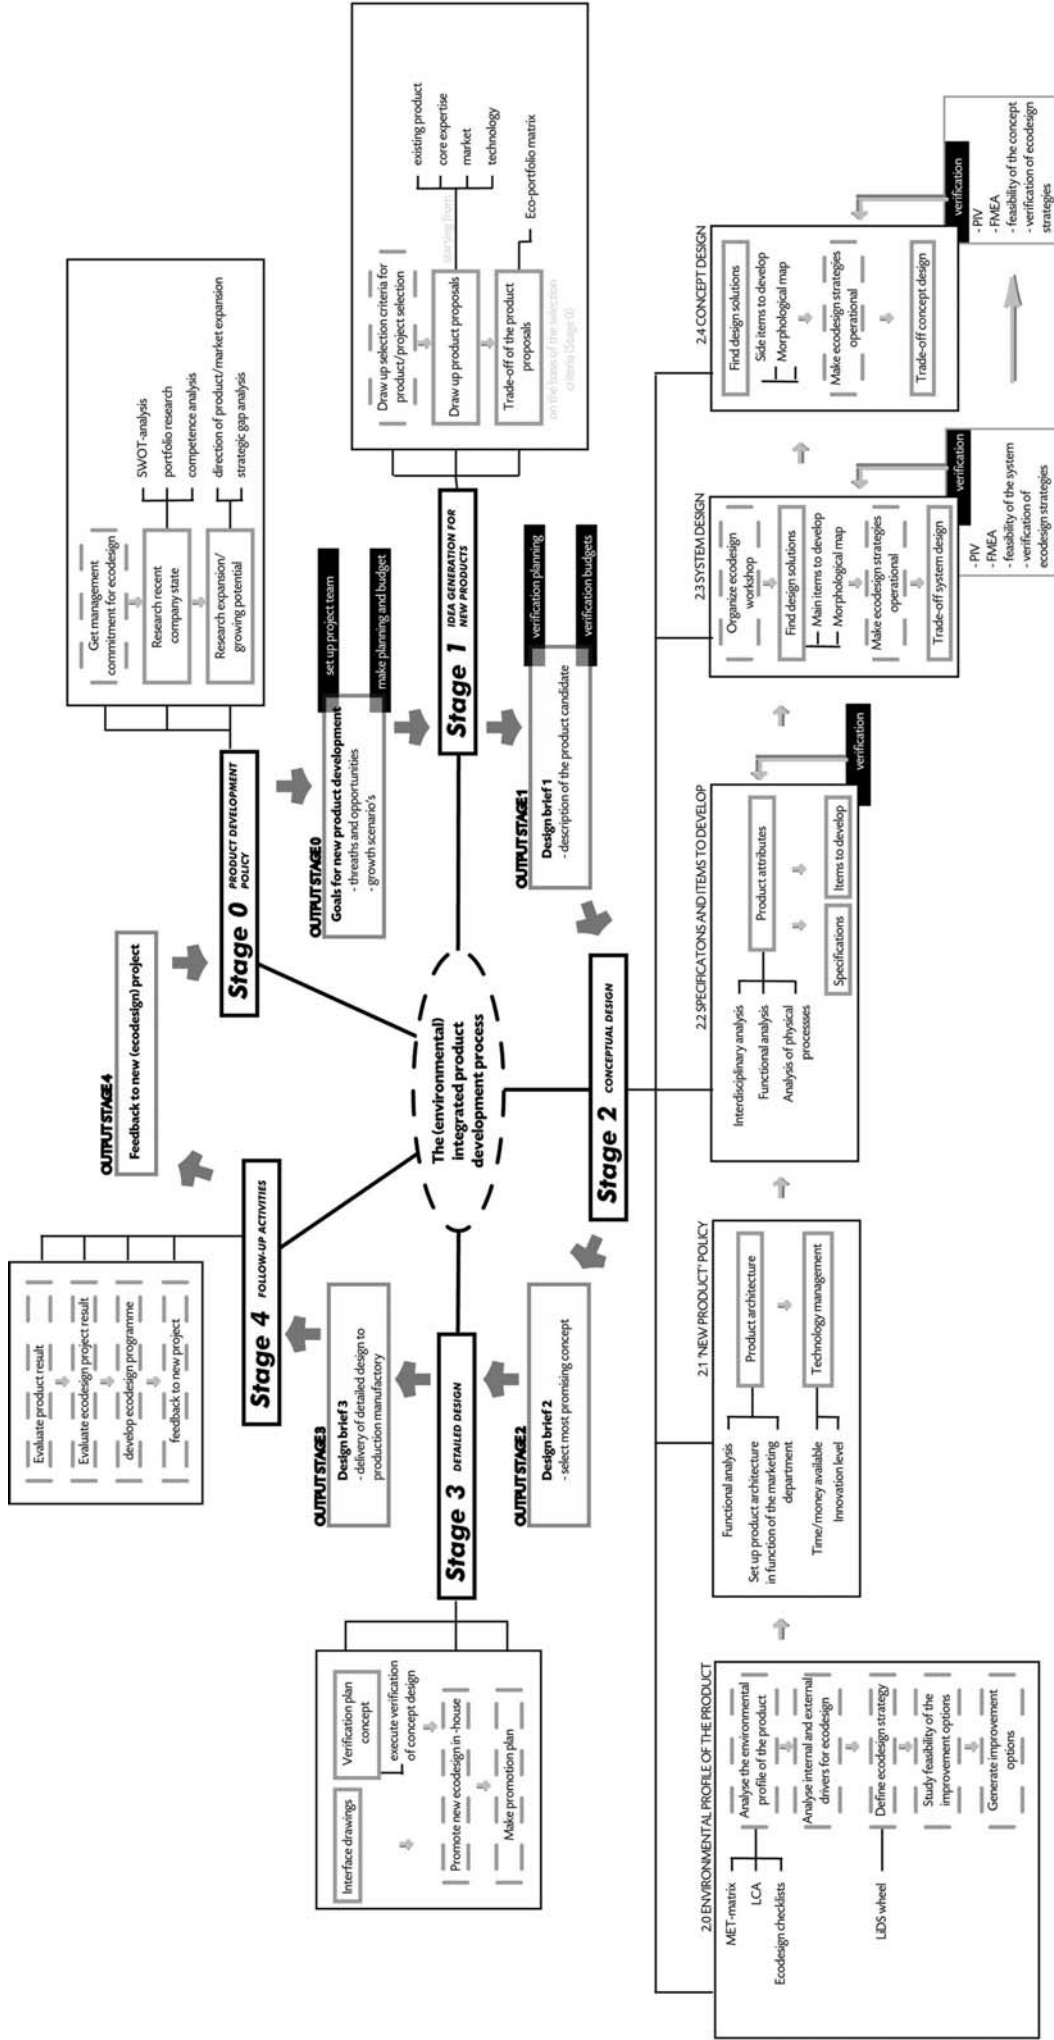 The (environmental)
integrated product
development process
Stage 0 PRODUCT DEVELOPMENT
POLICY
Get management
commitment for ecodesign
Research recent
company state
SWOT-analysis
portfolio research
competence analysis
Research expansion/
growing potential
direction of product/market expansion
strategic gap analysis
OUTPUT STAGE 0
Goals for new product development
- threaths and opportunities
- growth scenario's
set up project team
make planning and budget
Stage 1 IDEA GENERATION FOR
NEW PRODUCTS
Draw up selection criteria for
product/project selection
Draw up product proposals
starting from
existing product
core expertise
market
technology
Trade-off of the product
proposals
Eco-portfolio matrix
on the basis of the selection
criteria (Stage 0)
OUTPUT STAGE 1
Design brief 1
- description of the product candidate
verification planning
verification budgets
Stage 2 CONCEPTUAL DESIGN
2.0 ENVIRONMENTAL PROFILE OF THE PRODUCT
MET-matrix
LCA
Ecodesign checklists
Analyse the environmental
profile of the product
Analyse internal and external
drivers for ecodesign
LiDS wheel
Define ecodesign strategy
Study feasibility of the
improvement options
Generate improvement
options
2.1 'NEW PRODUCT' POLICY
Functional analysis
Set up product architecture
in function of the marketing
department
Product architecture
Time/money available
Innovation level
Technology management
2.2 SPECIFICATONS AND ITEMS TO DEVELOP
Interdisciplinary analysis
Functional analysis
Analysis of physical
processses
Product attributes
Specifications
Items to develop
verification
2.3 SYSTEM DESIGN
Organize ecodesign
workshop
Find design solutions
Main items to develop
Morphological map
Make ecodesign strategies
operational
Trade-off system design
verification
- PIV
- FMEA
- feasibility of the system
- verification of
ecodesign strategies
2.4 CONCEPT DESIGN
Find design solutions
Side items to develop
Morphological map
Make ecodesign strategies
operational
Trade-off concept design
verification
- PIV
- FMEA
- feasibility of the concept
- verification of ecodesign
strategies
OUTPUT STAGE 2
Design brief 2
- select most promising concept
Stage 3 DETAILED DESIGN
Interface drawings
Verification plan
concept
execute verification
of concept design
Promote new ecodesign in -house
Make promotion plan
OUTPUT STAGE 3
Design brief 3
- delivery of detailed design to
production manufactory
Stage 4 FOLLOW-UP ACTIVITIES
Evaluate product result
Evaluate ecodesign project result
develop ecodesign programme
feedback to new project
OUTPUT STAGE 4
Feedback to new (ecodesign) project